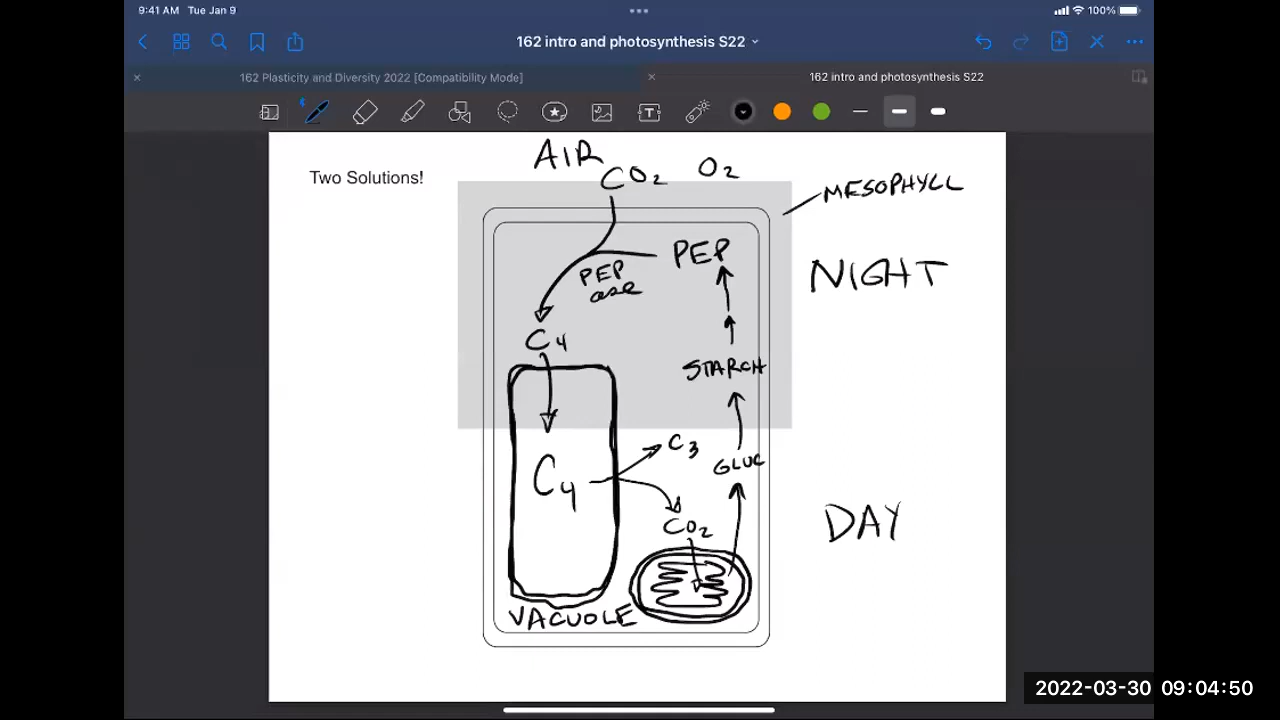 9:41 AM Tue Jan 9
100%
162 intro and photosynthesis S22
162 Plasticity and Diversity 2022 [Compatibility Mode]
162 intro and photosynthesis S22
Two Solutions!
AIR
CO2 O2
MESOPHYLL
PEP
NIGHT
PEP
ase
C4
STARCH
C3
GLUC
C4
CO2
DAY
VACUOLE
2022-03-30 09:04:50